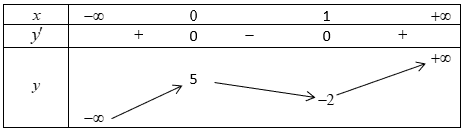 x −∞ 0 1 +∞
y′ + 0 − 0 +
y −∞ 5 −2 +∞